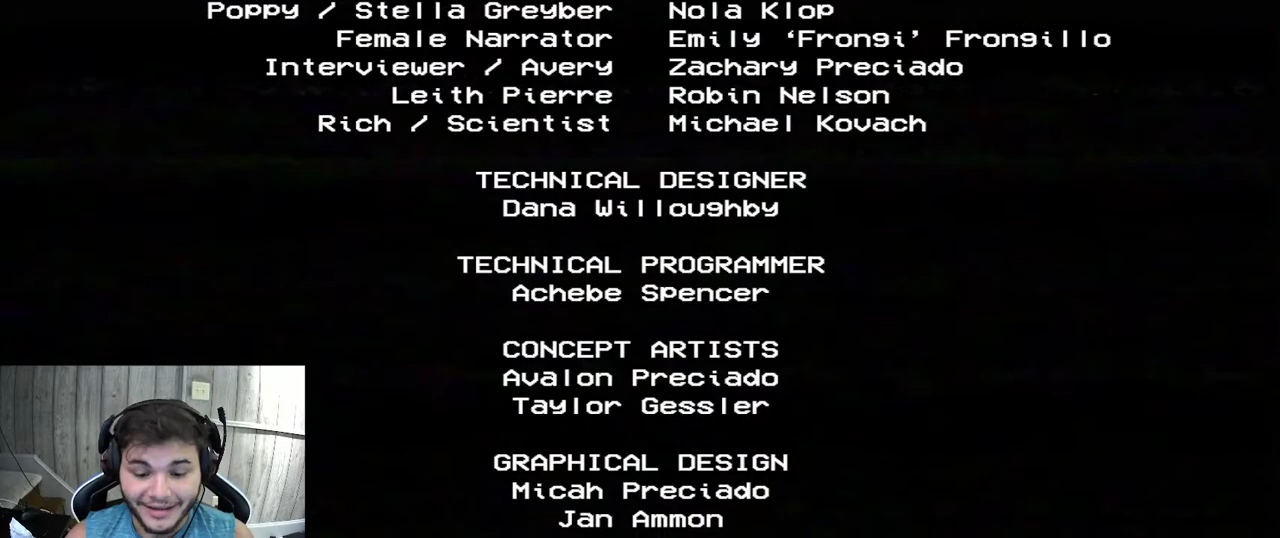 Poppy / Stella Greyber Nola Klop
Female Narrator Emily ‘Frongi’ Frongillo
Interviewer / Avery Zachary Preciado
Leith Pierre Robin Nelson
Rich / Scientist Michael Kovach
TECHNICAL DESIGNER
Dana Willoughby
TECHNICAL PROGRAMMER
Achebe Spencer
CONCEPT ARTISTS
Avalon Preciado
Taylor Gessler
GRAPHICAL DESIGN
Micah Preciado
Jan Ammon